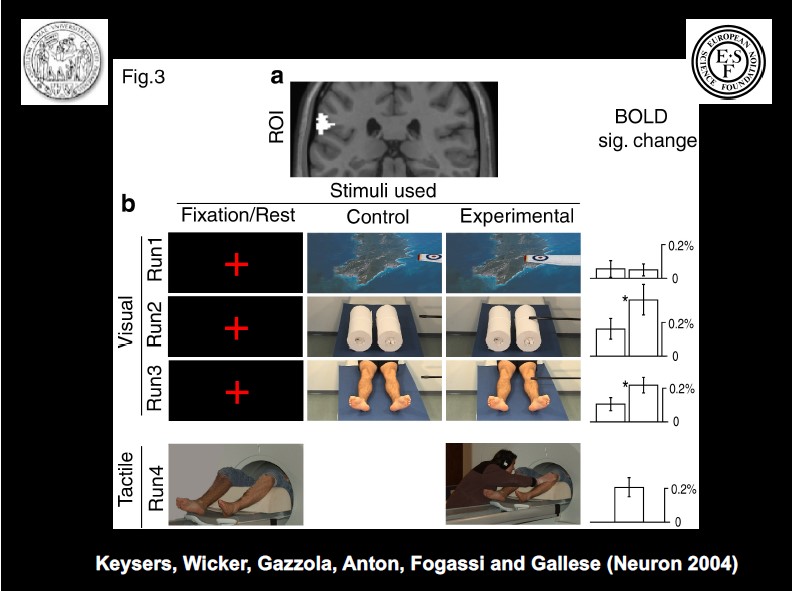 EUROPEAN
SCIENCE FOUNDATION
E·S
F
Fig.3
a
ROI
BOLD
sig. change
Stimuli used
b
Fixation/Rest
Control
Experimental
Visual
Run1
0.2%
0
Run2
*
0.2%
0
Run3
*
0.2%
0
Tactile
Run4
0.2%
0
Keysers, Wicker, Gazzola, Anton, Fogassi and Gallese (Neuron 2004)